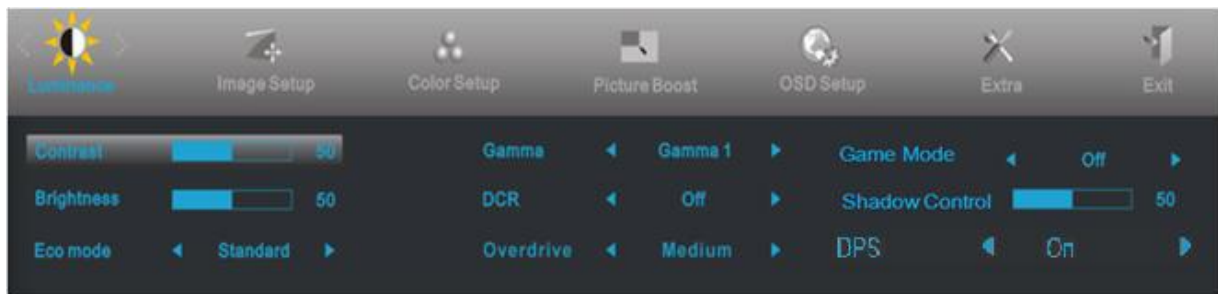 Luminance Image Setup Color Setup Picture Boost OSD Setup Extra Exit
Contrast 50 Gamma Gamma 1 Game Mode Off
Brightness 50 DCR Off Shadow Control 50
Eco mode Standard Overdrive Medium DPS On